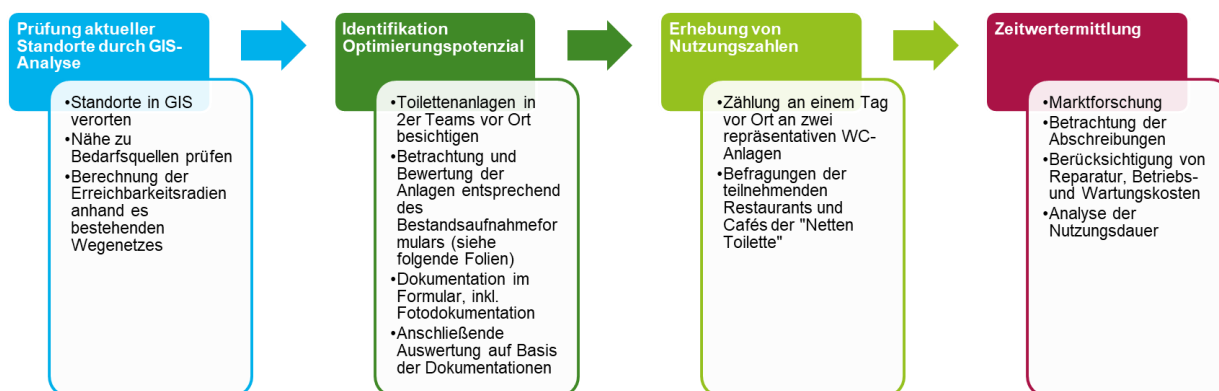 Prüfung aktueller
Standorte durch GIS-
Analyse
•Standorte in GIS
verorten
•Nähe zu
Bedarfsquellen prüfen
•Berechnung der
Erreichbarkeitsradien
anhand es
bestehenden
Wegenetzes
Identifikation
Optimierungspotenzial
•Toilettenanlagen in
2er Teams vor Ort
besichtigen
•Betrachtung und
Bewertung der
Anlagen entsprechend
des
Bestandsaufnahmefor
mulars (siehe
folgende Folien)
•Dokumentation im
Formular, inkl.
Fotodokumentation
•Anschließende
Auswertung auf Basis
der Dokumentationen
Erhebung von
Nutzungszahlen
•Zählung an einem Tag
vor Ort an zwei
repräsentativen WC-
Anlagen
•Befragungen der
teilnehmenden
Restaurants und
Cafés der "Netten
Toilette"
Zeitwertermittlung
•Marktforschung
•Betrachtung der
Abschreibungen
•Berücksichtigung von
Reparatur, Betriebs-
und Wartungskosten
•Analyse der
Nutzungsdauer